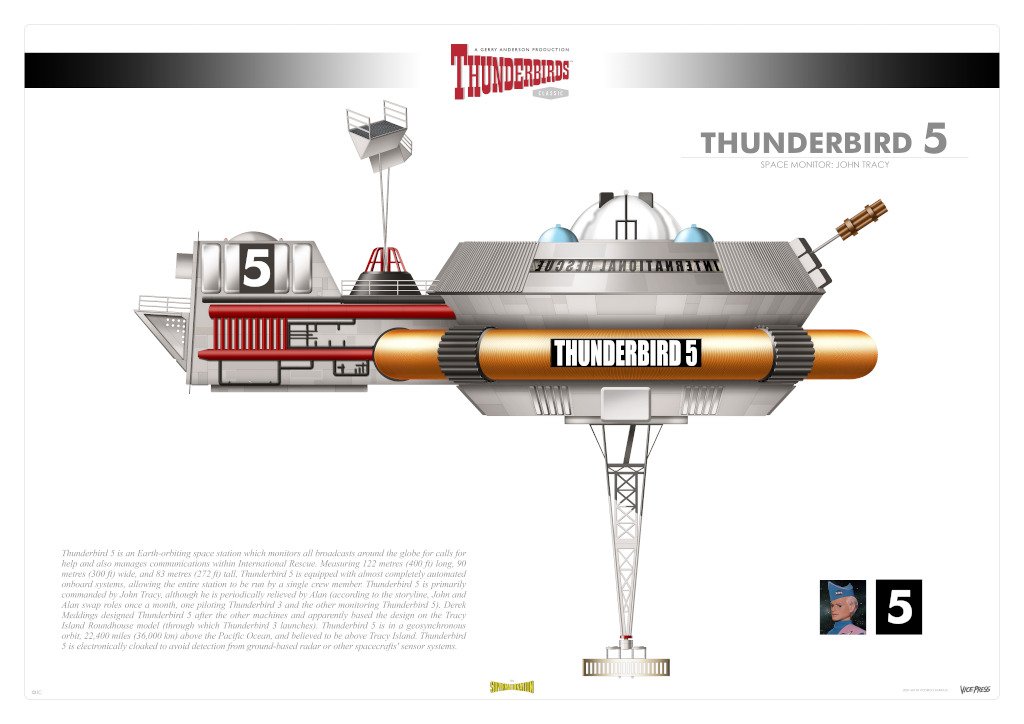 A GERRY ANDERSON PRODUCTION
THUNDERBIRDS™
CLASSIC
THUNDERBIRD 5
SPACE MONITOR: JOHN TRACY
5
INTERNATIONAL RESCUE
THUNDERBIRD 5
Thunderbird 5 is an Earth-orbiting space station which monitors all broadcasts around the globe for calls for
help and also manages communications within International Rescue. Measuring 122 metres (400 ft) long, 90
metres (300 ft) wide, and 83 metres (272 ft) tall, Thunderbird 5 is equipped with almost completely automated
onboard systems, allowing the entire station to be run by a single crew member. Thunderbird 5 is primarily
commanded by John Tracy, although he is periodically relieved by Alan (according to the storyline, John and
Alan swap roles once a month, one piloting Thunderbird 3 and the other monitoring Thunderbird 5). Derek
Meddings designed Thunderbird 5 after the other machines and apparently based the design on the Tracy
Island Roundhouse model (through which Thunderbird 3 launches). Thunderbird 5 is in a geosynchronous
orbit, 22,400 miles (36,000 km) above the Pacific Ocean, and believed to be above Tracy Island. Thunderbird
5 is electronically cloaked to avoid detection from ground-based radar or other spacecrafts' sensor systems.
5
VICE PRESS